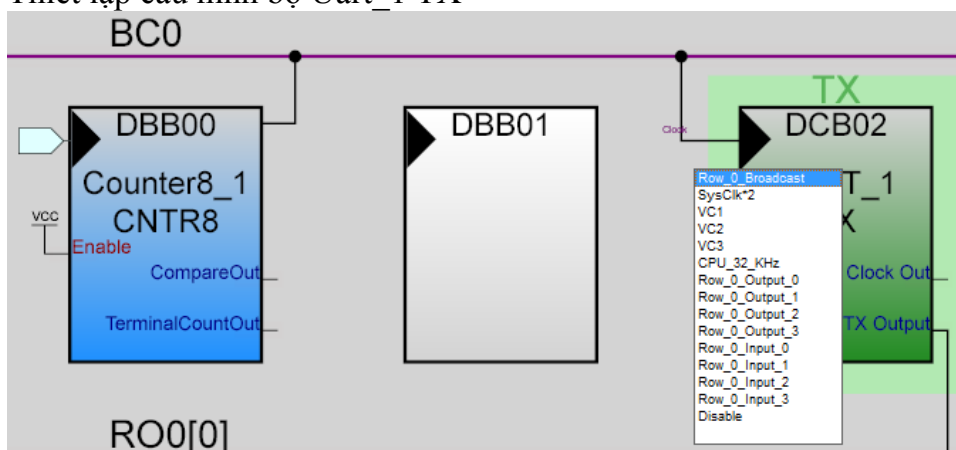 BC0
TX
DBB00
DBB01
DCB02
Clock
Counter8_1
CNTR8
VCC
Enable
CompareOut
TerminalCountOut
Row_0_Broadcast
SysClk*2
VC1
VC2
VC3
CPU_32_KHz
Row_0_Output_0
Row_0_Output_1
Row_0_Output_2
Row_0_Output_3
Row_0_Input_0
Row_0_Input_1
Row_0_Input_2
Row_0_Input_3
Disable
T_1
X
Clock Out
TX Output
RO0[0]